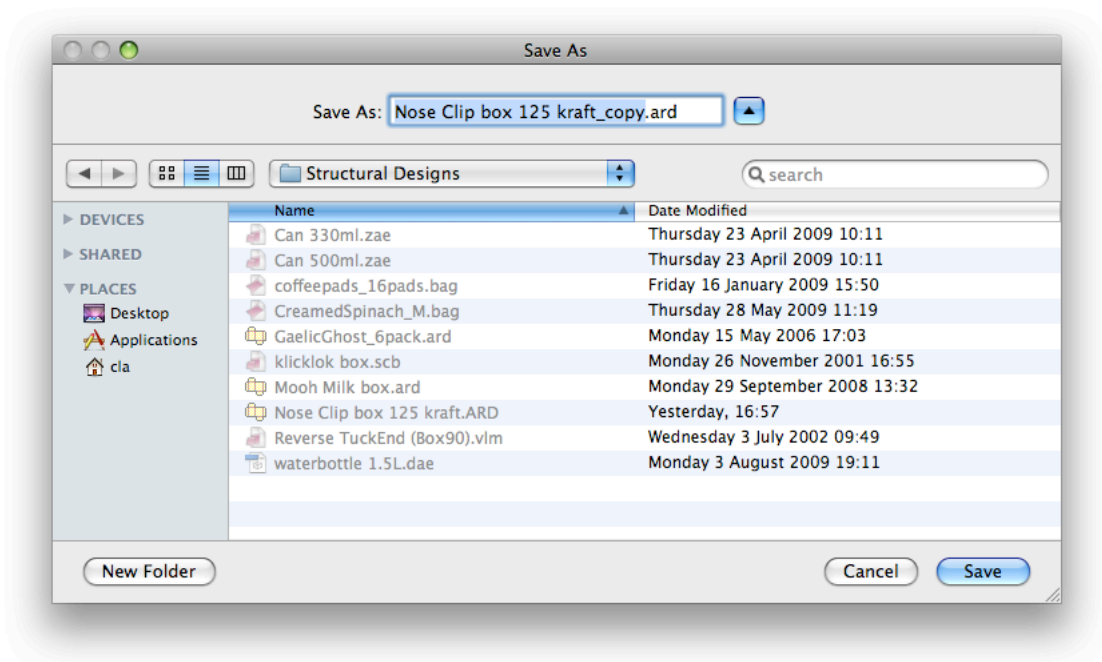 Save As
Save As: Nose Clip box 125 kraft_copy.ard
Structural Designs search
DEVICES
SHARED
PLACES
Desktop
Applications
cla
Name Date Modified
Can 330ml.zae Thursday 23 April 2009 10:11
Can 500ml.zae Thursday 23 April 2009 10:11
coffeepads_16pads.bag Friday 16 January 2009 15:50
CreamedSpinach_M.bag Thursday 28 May 2009 11:19
GaelicGhost_6pack.ard Monday 15 May 2006 17:03
klicklok box.scb Monday 26 November 2001 16:55
Mooh Milk box.ard Monday 29 September 2008 13:32
Nose Clip box 125 kraft.ARD Yesterday, 16:57
Reverse TuckEnd (Box90).vlm Wednesday 3 July 2002 09:49
waterbottle 1.5L.dae Monday 3 August 2009 19:11
New Folder Cancel Save